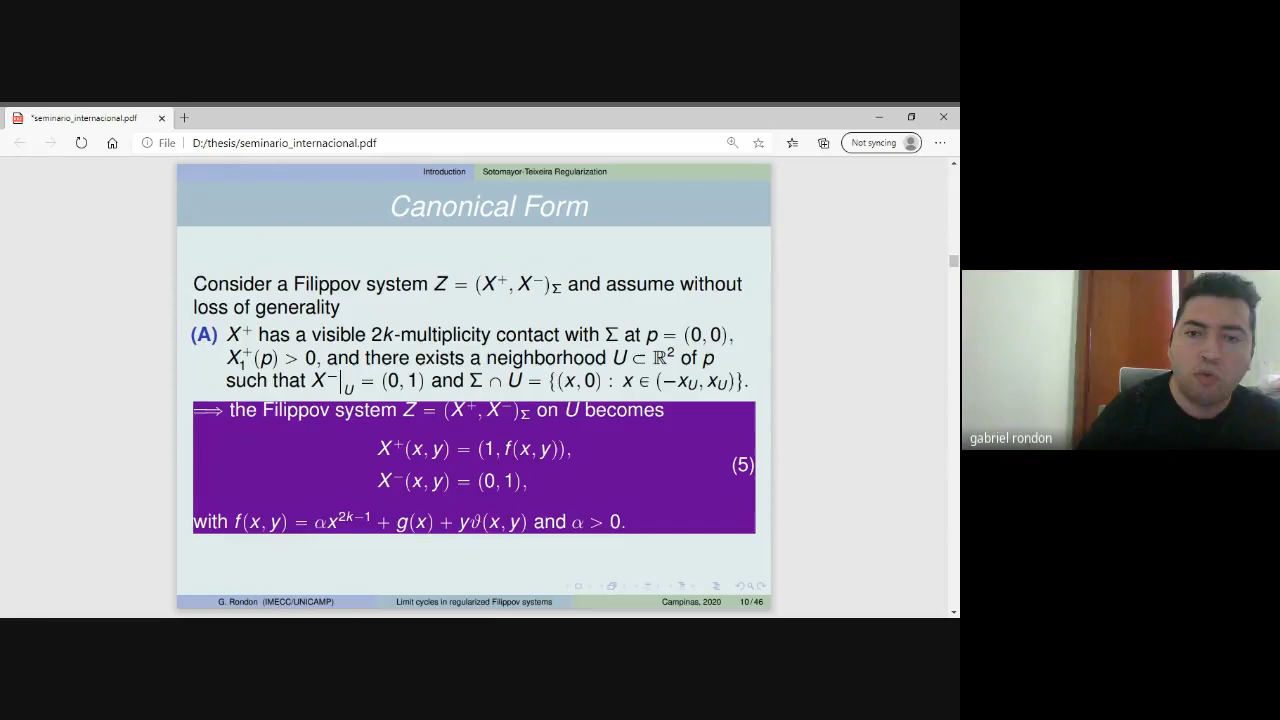 *seminario_internacional.pdf
File D:/thesis/seminario_internacional.pdf Not syncing
Introduction Sotomayor-Teixeira Regularization
Canonical Form
Consider a Filippov system Z = (X⁺, X⁻)_Σ and assume without
loss of generality
(A) X⁺ has a visible 2k-multiplicity contact with Σ at p = (0, 0),
X₁⁺(p) > 0, and there exists a neighborhood U ⊂ ℝ² of p
such that X⁻|_U = (0, 1) and Σ ∩ U = {(x, 0) : x ∈ (−x_U, x_U)}.
⟹ the Filippov system Z = (X⁺, X⁻)_Σ on U becomes
X⁺(x, y) = (1, f(x, y)),
X⁻(x, y) = (0, 1),
(5)
with f(x, y) = αx^{2k−1} + g(x) + yϑ(x, y) and α > 0.
G. Rondon (IMECC/UNICAMP) Limit cycles in regularized Filippov systems Campinas, 2020 10/46
gabriel rondon